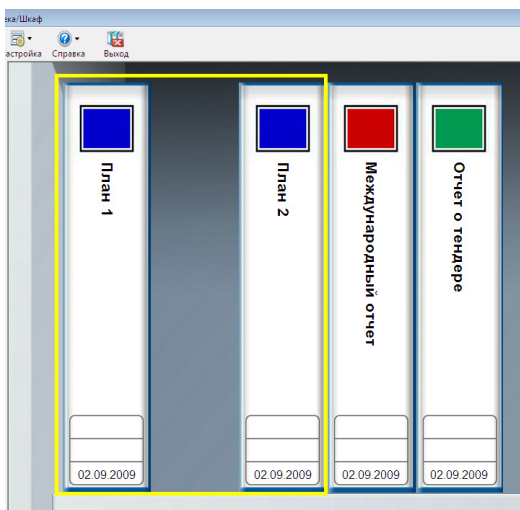 ека/Шкаф
астройка Справка Выход
План 1
План 2
Международный отчет
Отчет о тендере
02.09.2009
02.09.2009
02.09.2009
02.09.2009